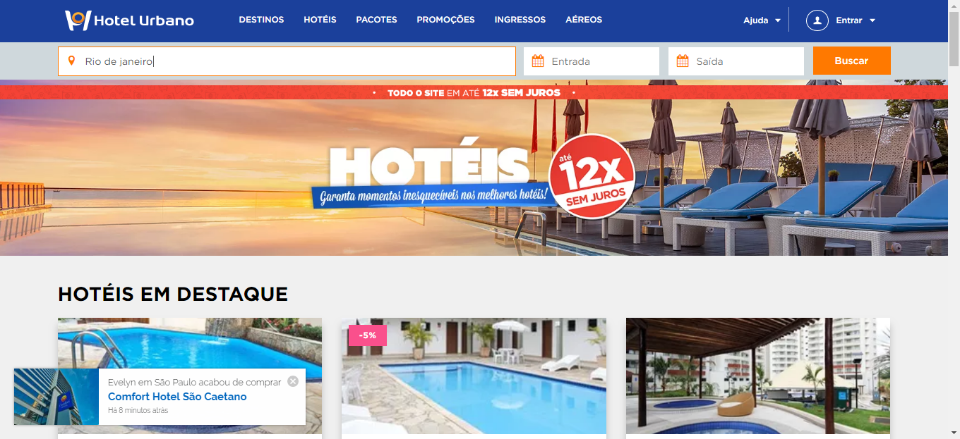 Hotel Urbano
DESTINOS HOTÉIS PACOTES PROMOÇÕES INGRESSOS AÉREOS
Ajuda Entrar
Rio de janeiro
Entrada
Saída
Buscar
• TODO O SITE EM ATÉ 12x SEM JUROS •
HOTÉIS
Garanta momentos inesquecíveis nos melhores hotéis!
até
12x
SEM JUROS
HOTÉIS EM DESTAQUE
-5%
Evelyn em São Paulo acabou de comprar
Comfort Hotel São Caetano
Há 8 minutos atrás